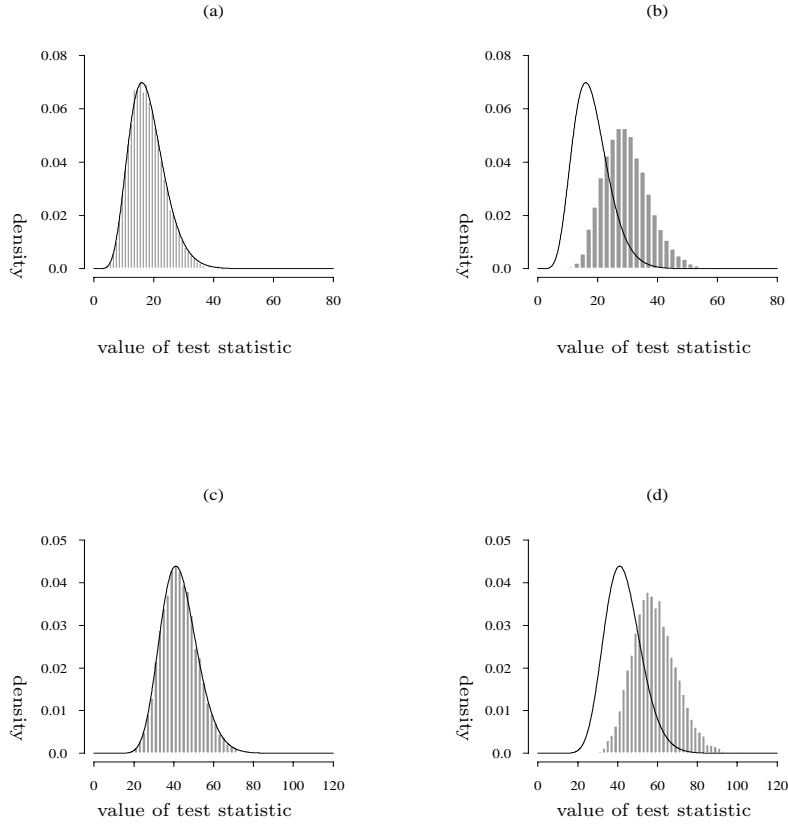 (a)
0.08
0.06
0.04
0.02
0.0
density
0 20 40 60 80
value of test statistic
(b)
0.08
0.06
0.04
0.02
0.0
density
0 20 40 60 80
value of test statistic
(c)
0.05
0.04
0.03
0.02
0.01
0.0
density
0 20 40 60 80 100 120
value of test statistic
(d)
0.05
0.04
0.03
0.02
0.01
0.0
density
0 20 40 60 80 100 120
value of test statistic